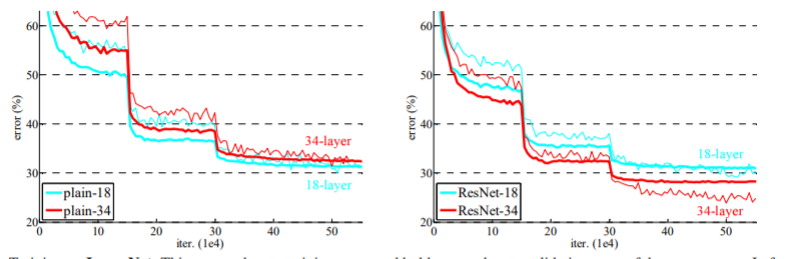 60
50
40
30
20
error (%)
0
10
20
30
40
50
iter. (1e4)
plain-18
plain-34
34-layer
18-layer
60
50
40
30
20
error (%)
0
10
20
30
40
50
iter. (1e4)
ResNet-18
ResNet-34
18-layer
34-layer